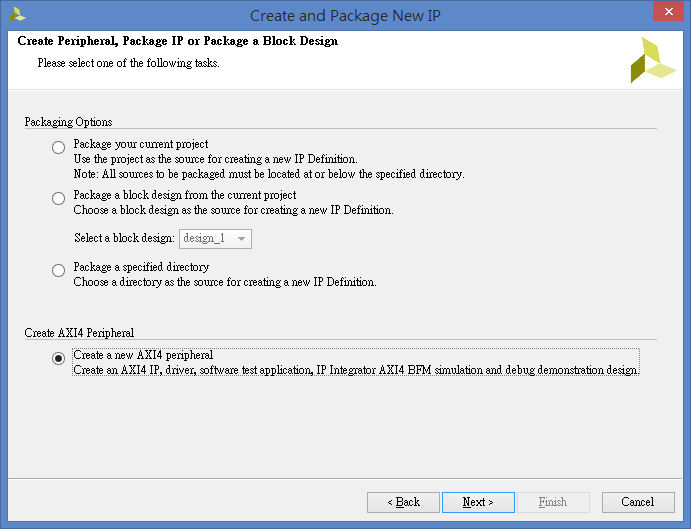 Create and Package New IP
Create Peripheral, Package IP or Package a Block Design
Please select one of the following tasks.
Packaging Options
Package your current project
Use the project as the source for creating a new IP Definition.
Note: All sources to be packaged must be located at or below the specified directory.
Package a block design from the current project
Choose a block design as the source for creating a new IP Definition.
Select a block design: design_1
Package a specified directory
Choose a directory as the source for creating a new IP Definition.
Create AXI4 Peripheral
Create a new AXI4 peripheral
Create an AXI4 IP, driver, software test application, IP Integrator AXI4 BFM simulation and debug demonstration design.
< Back Next > Finish Cancel